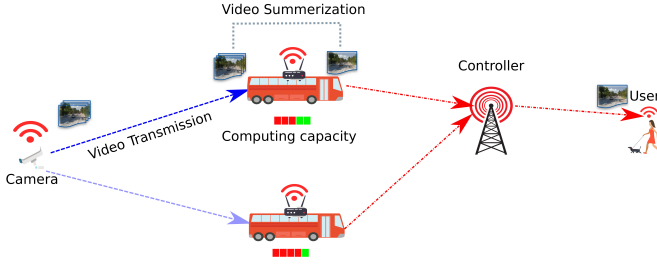 Video Summerization
Controller
User
Video Transmission
Computing capacity
Camera